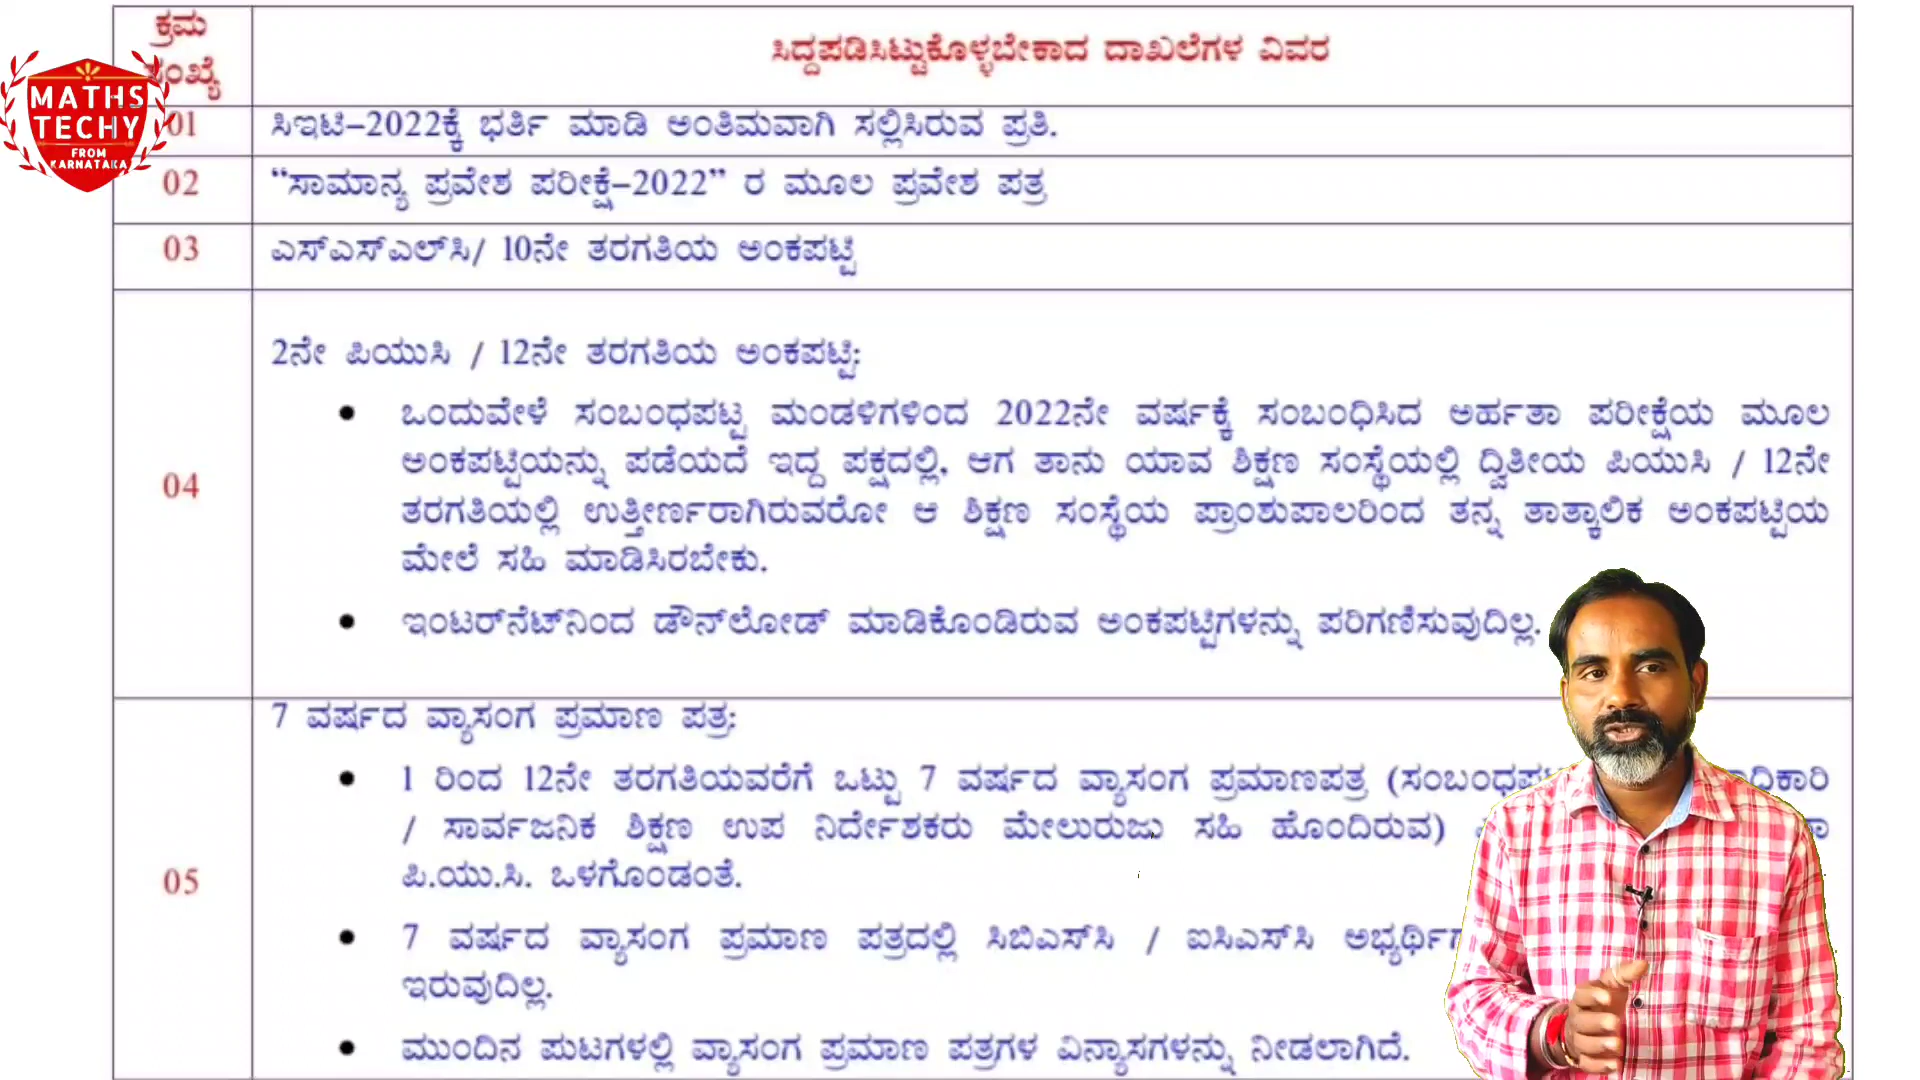 ಕ್ರಮ
ಸಂಖ್ಯೆ
ಸಿದ್ದಪಡಿಸಿಟ್ಟುಕೊಳ್ಳಬೇಕಾದ ದಾಖಲೆಗಳ ವಿವರ
MATHS
TECHY
FROM
KARNATAKA
01
ಸಿಇಟಿ–2022ಕ್ಕೆ ಭರ್ತಿ ಮಾಡಿ ಅಂತಿಮವಾಗಿ ಸಲ್ಲಿಸಿರುವ ಪ್ರತಿ.
02
“ಸಾಮಾನ್ಯ ಪ್ರವೇಶ ಪರೀಕ್ಷೆ–2022” ರ ಮೂಲ ಪ್ರವೇಶ ಪತ್ರ
03
ಎಸ್ಎಸ್ಎಲ್‌ಸಿ/ 10ನೇ ತರಗತಿಯ ಅಂಕಪಟ್ಟಿ
04
2ನೇ ಪಿಯುಸಿ / 12ನೇ ತರಗತಿಯ ಅಂಕಪಟ್ಟಿ:
● ಒಂದುವೇಳೆ ಸಂಬಂಧಪಟ್ಟ ಮಂಡಳಿಗಳಿಂದ 2022ನೇ ವರ್ಷಕ್ಕೆ ಸಂಬಂಧಿಸಿದ ಅರ್ಹತಾ ಪರೀಕ್ಷೆಯ ಮೂಲ
ಅಂಕಪಟ್ಟಿಯನ್ನು ಪಡೆಯದೆ ಇದ್ದ ಪಕ್ಷದಲ್ಲಿ, ಆಗ ತಾನು ಯಾವ ಶಿಕ್ಷಣ ಸಂಸ್ಥೆಯಲ್ಲಿ ದ್ವಿತೀಯ ಪಿಯುಸಿ / 12ನೇ
ತರಗತಿಯಲ್ಲಿ ಉತ್ತೀರ್ಣರಾಗಿರುವರೋ ಆ ಶಿಕ್ಷಣ ಸಂಸ್ಥೆಯ ಪ್ರಾಂಶುಪಾಲರಿಂದ ತನ್ನ ತಾತ್ಕಾಲಿಕ ಅಂಕಪಟ್ಟಿಯ
ಮೇಲೆ ಸಹಿ ಮಾಡಿಸಿರಬೇಕು.
● ಇಂಟರ್‌ನೆಟ್‌ನಿಂದ ಡೌನ್‌ಲೋಡ್ ಮಾಡಿಕೊಂಡಿರುವ ಅಂಕಪಟ್ಟಿಗಳನ್ನು ಪರಿಗಣಿಸುವುದಿಲ್ಲ.
05
7 ವರ್ಷದ ವ್ಯಾಸಂಗ ಪ್ರಮಾಣ ಪತ್ರ:
● 1 ರಿಂದ 12ನೇ ತರಗತಿಯವರೆಗೆ ಒಟ್ಟು 7 ವರ್ಷದ ವ್ಯಾಸಂಗ ಪ್ರಮಾಣಪತ್ರ
/ ಸಾರ್ವಜನಿಕ ಶಿಕ್ಷಣ ಉಪ ನಿರ್ದೇಶಕರು ಮೇಲುರುಜು ಸಹಿ ಹೊಂದಿರುವ)
ಪಿ.ಯು.ಸಿ. ಒಳಗೊಂಡಂತೆ.
● 7 ವರ್ಷದ ವ್ಯಾಸಂಗ ಪ್ರಮಾಣ ಪತ್ರದಲ್ಲಿ ಸಿಬಿಎಸ್‌ಸಿ / ಐಸಿಎಸ್‌ಸಿ
ಇರುವುದಿಲ್ಲ.
● ಮುಂದಿನ ಪುಟಗಳಲ್ಲಿ ವ್ಯಾಸಂಗ ಪ್ರಮಾಣ ಪತ್ರಗಳ ವಿನ್ಯಾಸಗಳನ್ನು ನೀಡಲಾಗಿದೆ.